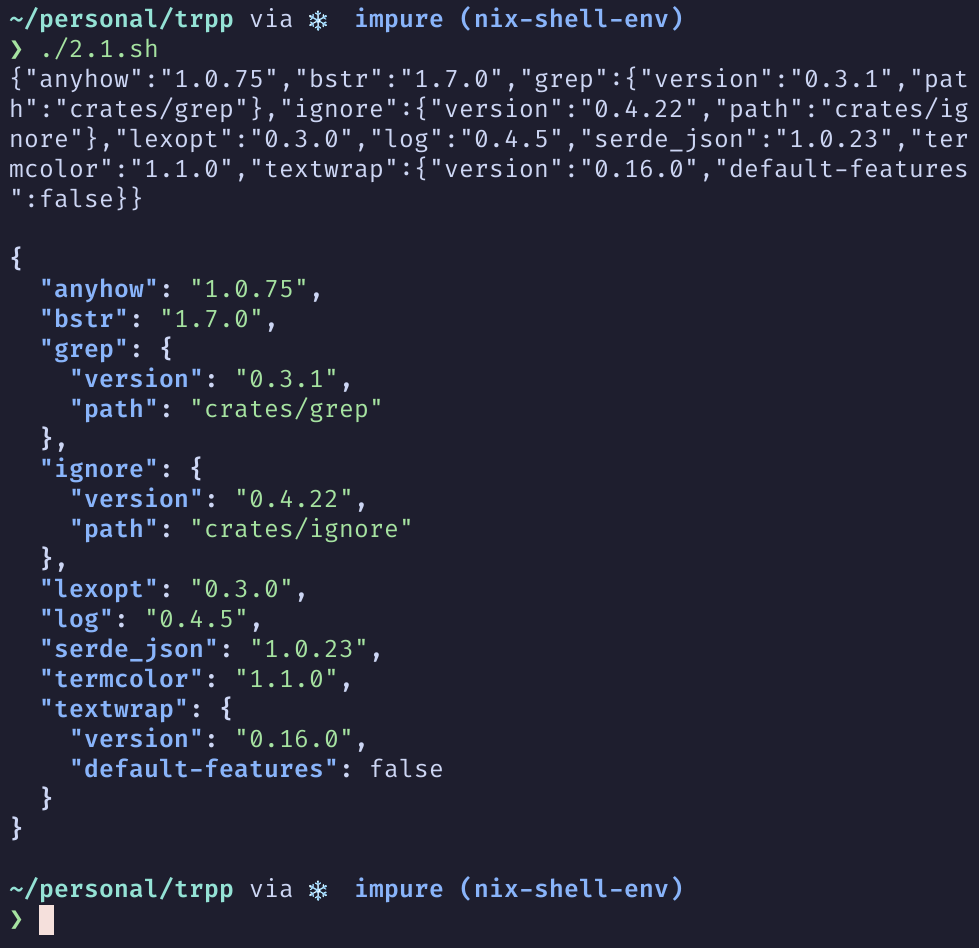 ~/personal/trpp via ❄  impure (nix-shell-env)
❯ ./2.1.sh
{"anyhow":"1.0.75","bstr":"1.7.0","grep":{"version":"0.3.1","pat
h":"crates/grep"},"ignore":{"version":"0.4.22","path":"crates/ig
nore"},"lexopt":"0.3.0","log":"0.4.5","serde_json":"1.0.23","ter
mcolor":"1.1.0","textwrap":{"version":"0.16.0","default-features
":false}}

{
  "anyhow": "1.0.75",
  "bstr": "1.7.0",
  "grep": {
    "version": "0.3.1",
    "path": "crates/grep"
  },
  "ignore": {
    "version": "0.4.22",
    "path": "crates/ignore"
  },
  "lexopt": "0.3.0",
  "log": "0.4.5",
  "serde_json": "1.0.23",
  "termcolor": "1.1.0",
  "textwrap": {
    "version": "0.16.0",
    "default-features": false
  }
}

~/personal/trpp via ❄  impure (nix-shell-env)
❯